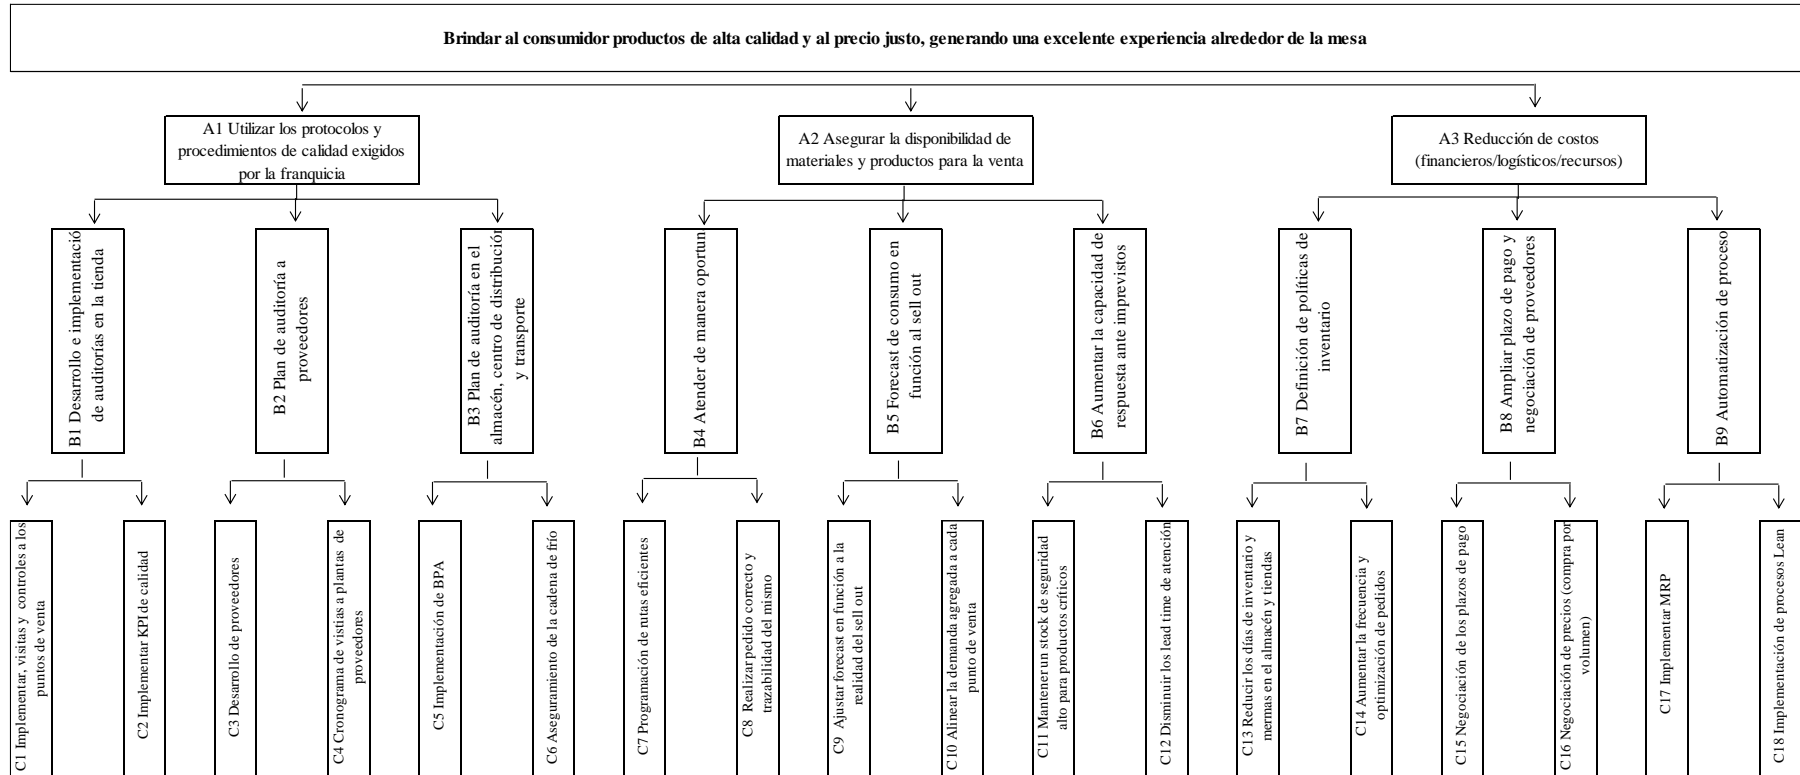 Brindar al consumidor productos de alta calidad y al precio justo, generando una excelente experiencia alrededor de la mesa
A1 Utilizar los protocolos y
procedimientos de calidad exigidos
por la franquicia
A2 Asegurar la disponibilidad de
materiales y productos para la venta
A3 Reducción de costos
(financieros/logísticos/recursos)
B1 Desarrollo e implementació
de auditorías en la tienda
B2 Plan de auditoría a
proveedores
B3 Plan de auditoría en el
almacén, centro de distribución
y transporte
B4 Atender de manera oportun
B5 Forecast de consumo en
función al sell out
B6 Aumentar la capacidad de
respuesta ante imprevistos
B7 Definición de políticas de
inventario
B8 Ampliar plazo de pago y
negociación de proveedores
B9 Automatización de proceso
C1 Implementar, visitas y controles a los
puntos de venta
C2 Implementar KPI de calidad
C3 Desarrollo de proveedores
C4 Cronograma de vistias a plantas de
proveedores
C5 Implementación de BPA
C6 Aseguramiento de la cadena de frío
C7 Programación de rutas eficientes
C8 Realizar pedido correcto y
trazabilidad del mismo
C9 Ajustar forecast en función a la
realidad del sell out
C10 Alinear la demanda agregada a cada
punto de venta
C11 Mantener un stock de seguridad
alto para productos críticos
C12 Disminuir los lead time de atención
C13 Reducir los días de inventario y
mermas en el almacén y tiendas
C14 Aumentar la frecuencia y
optimización de pedidos
C15 Negociación de los plazos de pago
C16 Negociación de precios (compra por
volumen)
C17 Implementar MRP
C18 Implementación de procesos Lean